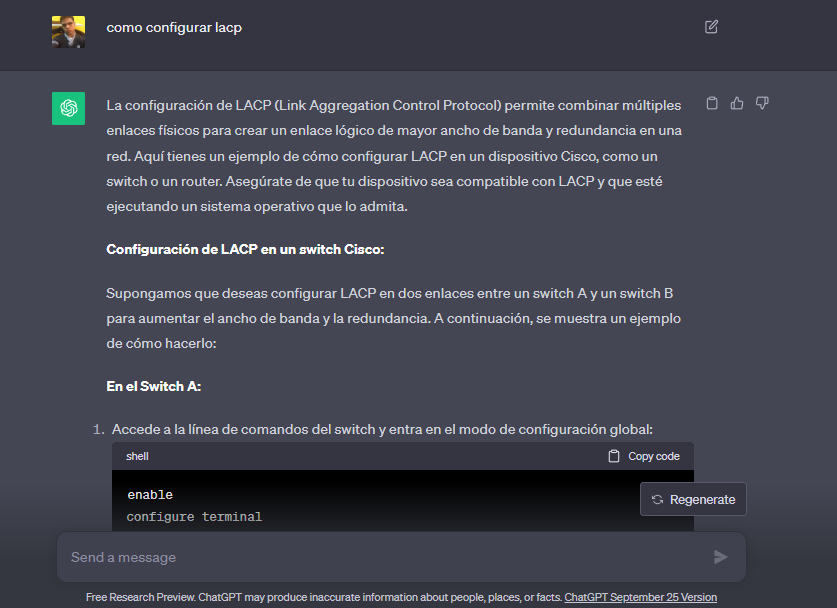 como configurar lacp
La configuración de LACP (Link Aggregation Control Protocol) permite combinar múltiples
enlaces físicos para crear un enlace lógico de mayor ancho de banda y redundancia en una
red. Aquí tienes un ejemplo de cómo configurar LACP en un dispositivo Cisco, como un
switch o un router. Asegúrate de que tu dispositivo sea compatible con LACP y que esté
ejecutando un sistema operativo que lo admita.
Configuración de LACP en un switch Cisco:
Supongamos que deseas configurar LACP en dos enlaces entre un switch A y un switch B
para aumentar el ancho de banda y la redundancia. A continuación, se muestra un ejemplo
de cómo hacerlo:
En el Switch A:
1. Accede a la línea de comandos del switch y entra en el modo de configuración global:
shell Copy code
enable
Regenerate
configure terminal
Send a message
Free Research Preview. ChatGPT may produce inaccurate information about people, places, or facts. ChatGPT September 25 Version